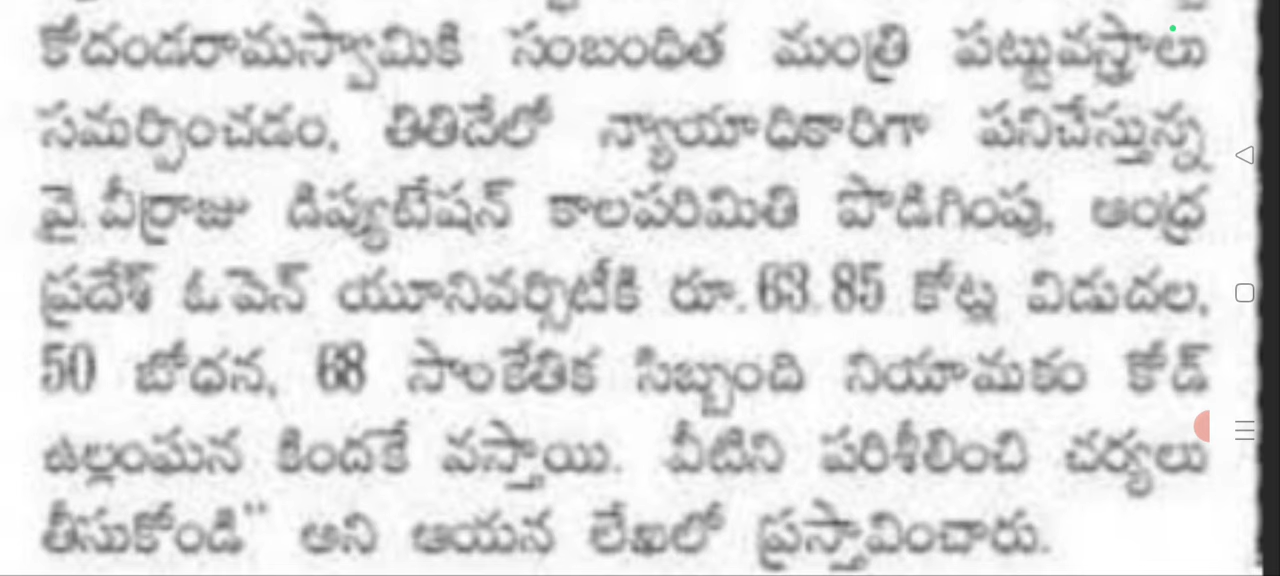 కోదండరామస్వామికి సంబంధిత మంత్రి పట్టువస్త్రాలు
సమర్పించడం, తితిదేలో న్యాయాధికారిగా పనిచేస్తున్న
వై.వీర్రాజు డిప్యుటేషన్ కాలపరిమితి పొడిగింపు, ఆంధ్ర
ప్రదేశ్ ఓపెన్ యూనివర్సిటీకి రూ.63.85 కోట్ల విడుదల,
50 బోధన, 68 సాంకేతిక సిబ్బంది నియామకం కోడ్
ఉల్లంఘన కిందకే వస్తాయి. వీటిని పరిశీలించి చర్యలు
తీసుకోండి'' అని ఆయన లేఖలో ప్రస్తావించారు.